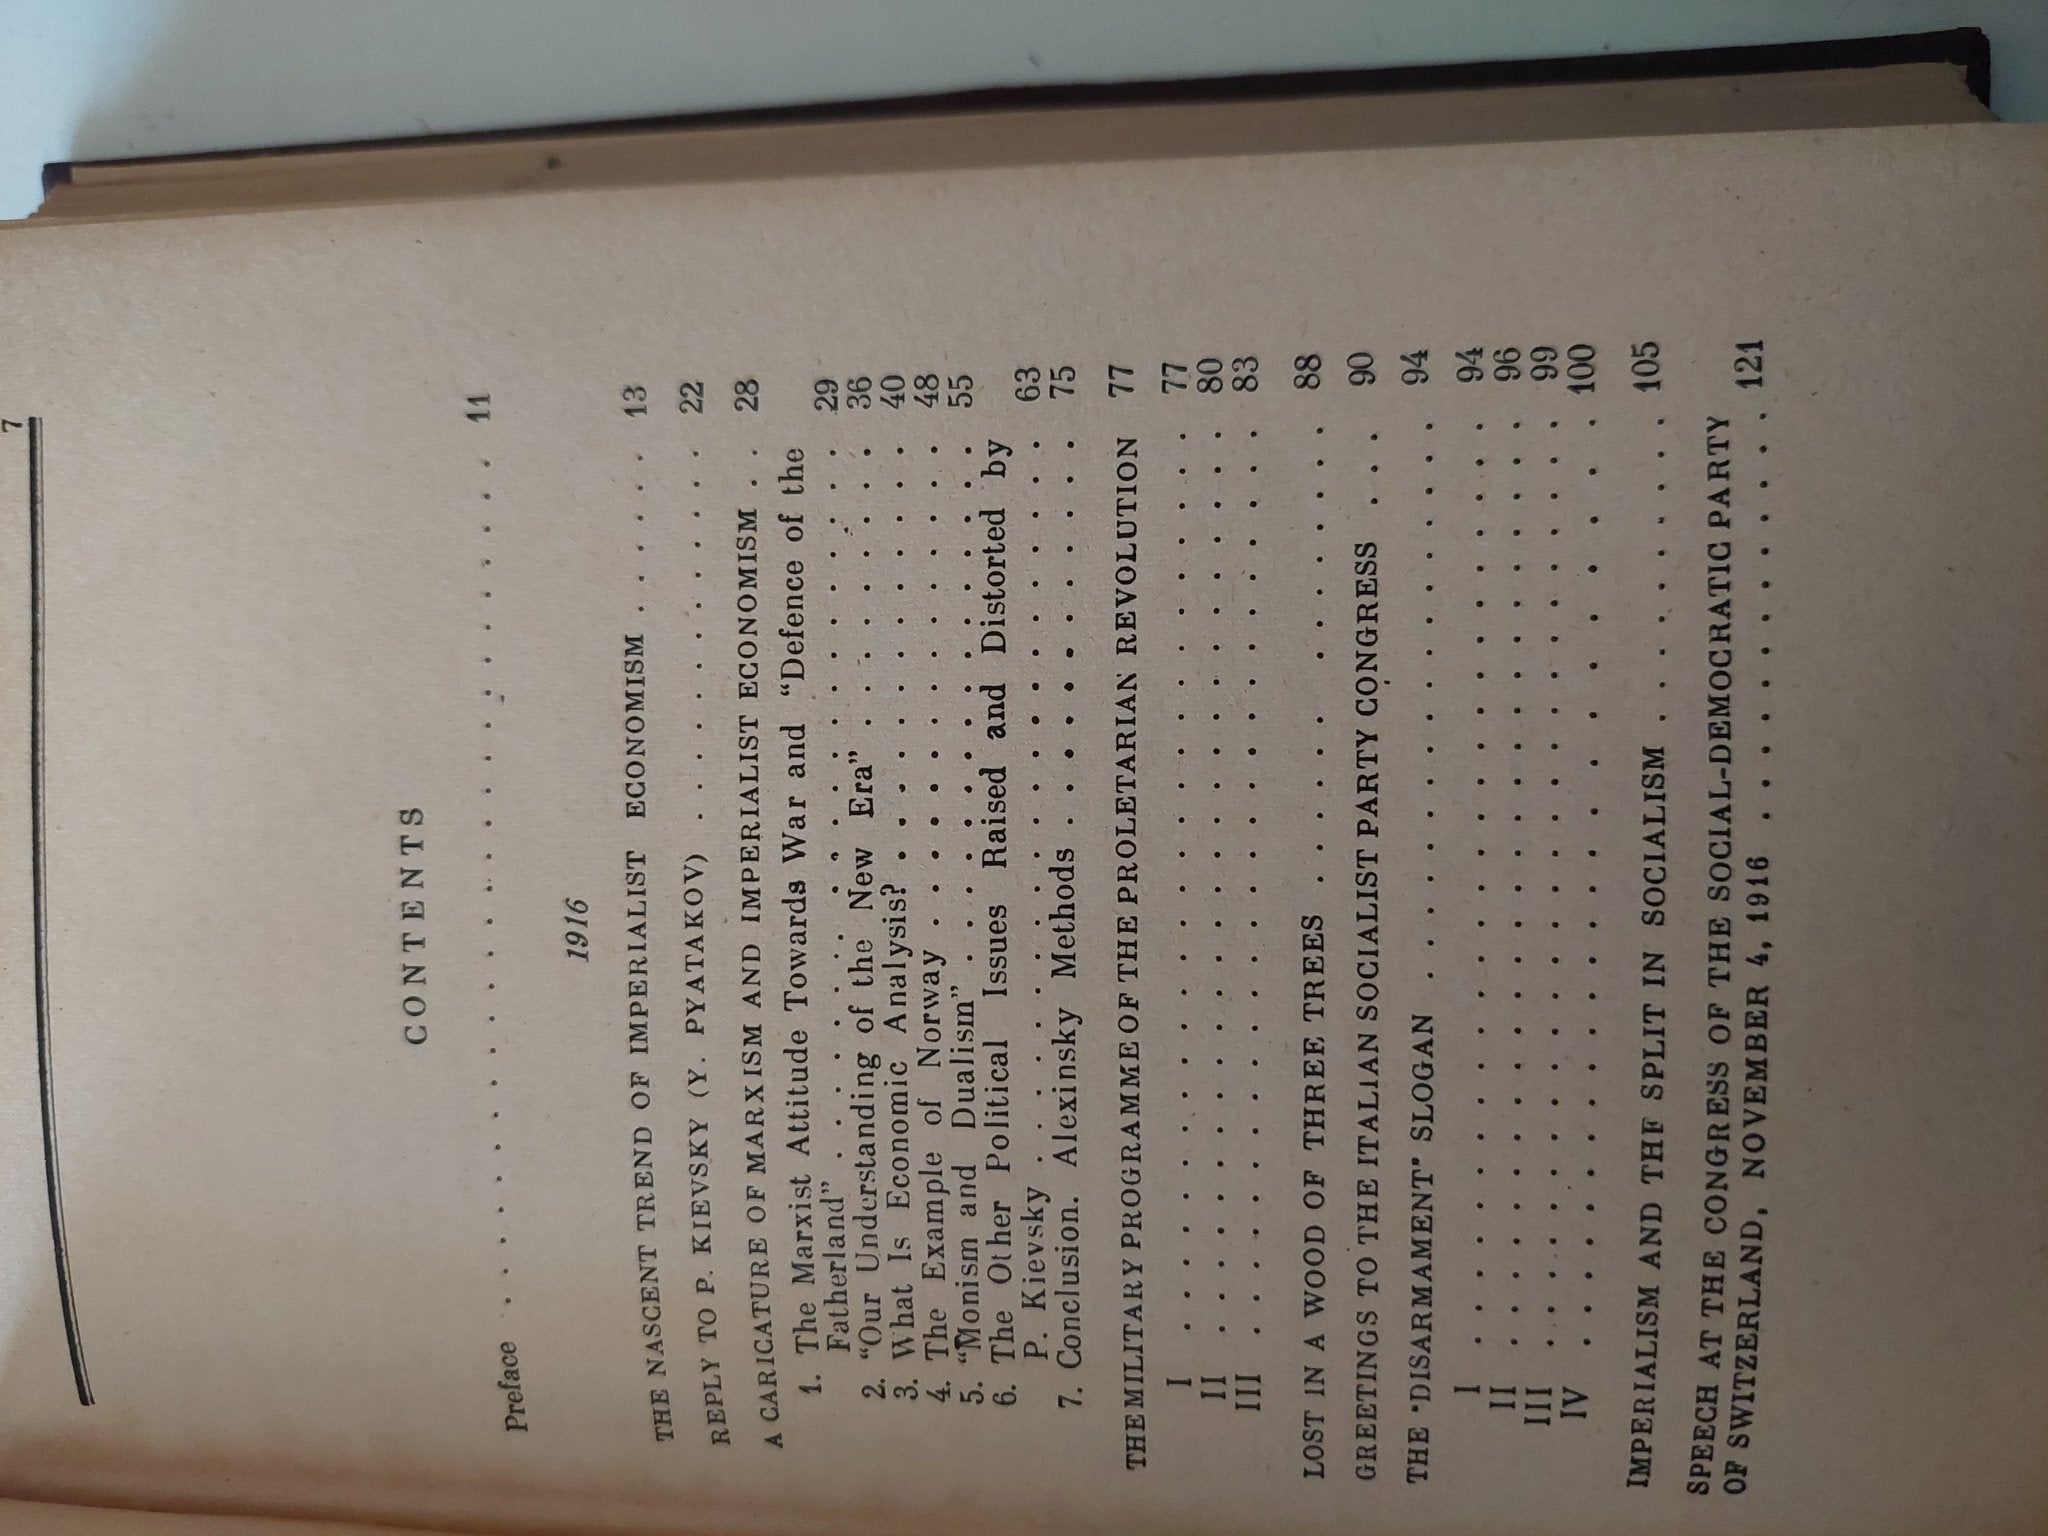 7
CONTENTS
Preface . . . . . . . . . . . . . . . . . . . . . . . . 11
1916
THE NASCENT TREND OF IMPERIALIST ECONOMISM . . . . . . 13
REPLY TO P. KIEVSKY (Y. PYATAKOV) . . . . . . . . . . . 22
A CARICATURE OF MARXISM AND IMPERIALIST ECONOMISM . . 28
1. The Marxist Attitude Towards War and “Defence of the
Fatherland” . . . . . . . . . . . . . . . . . . . . 29
2. “Our Understanding of the New Era” . . . . . . . . . 36
3. What Is Economic Analysis? . . . . . . . . . . . . . 40
4. The Example of Norway . . . . . . . . . . . . . . . 48
5. “Monism and Dualism” . . . . . . . . . . . . . . . . 55
6. The Other Political Issues Raised and Distorted by
P. Kievsky . . . . . . . . . . . . . . . . . . . . 63
7. Conclusion. Alexinsky Methods . . . . . . . . . . . 75
THE MILITARY PROGRAMME OF THE PROLETARIAN REVOLUTION 77
I . . . . . . . . . . . . . . . . . . . . . . . . 77
II . . . . . . . . . . . . . . . . . . . . . . . . 80
III . . . . . . . . . . . . . . . . . . . . . . . . 83
LOST IN A WOOD OF THREE TREES . . . . . . . . . . . . 88
GREETINGS TO THE ITALIAN SOCIALIST PARTY CONGRESS . . . 90
THE "DISARMAMENT" SLOGAN . . . . . . . . . . . . . . . 94
I . . . . . . . . . . . . . . . . . . . . . . . . 94
II . . . . . . . . . . . . . . . . . . . . . . . . 96
III . . . . . . . . . . . . . . . . . . . . . . . . 99
IV . . . . . . . . . . . . . . . . . . . . . . . . 100
IMPERIALISM AND THE SPLIT IN SOCIALISM . . . . . . . . 105
SPEECH AT THE CONGRESS OF THE SOCIAL-DEMOCRATIC PARTY
OF SWITZERLAND, NOVEMBER 4, 1916 . . . . . . . . . . . 121